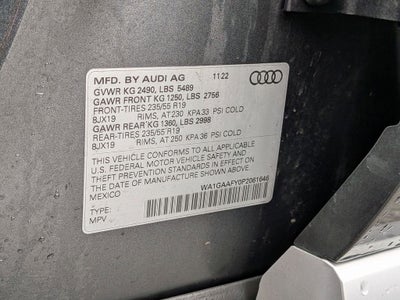 MFD. BY AUDI AG 11/22
GVWR KG 2490, LBS 5489
GAWR FRONT KG 1250, LBS 2756
FRONT-TIRES 235/55 R19
8JX19 RIMS, AT 230 KPA 33 PSI COLD
GAWR REAR KG 1360, LBS 2998
REAR-TIRES 235/55 R19
8JX19 RIMS, AT 250 KPA 36 PSI COLD
THIS VEHICLE CONFORMS TO ALL APPLICABLE
U.S. FEDERAL MOTOR VEHICLE SAFETY AND
THEFT PREVENTION STANDARDS IN EFFECT ON
THE DATE OF MANUFACTURE SHOWN ABOVE.
MEXICO WA1GAAFY0P2061646
TYPE:
MPV